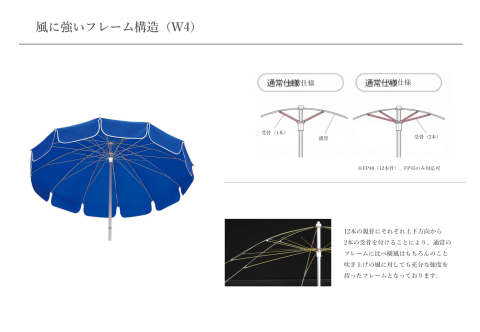 風に強いフレーム構造（W4）
通常仕様
通常仕様
受骨（1本）
親骨
受骨（2本）
※FP40（12本骨）、FP45のみ対応可
12本の親骨にそれぞれ上下方向から
2本の受骨を付けることにより、通常の
フレームに比べ横風はもちろんのこと
吹き上げの風に対しても充分な強度を
持ったフレームとなっております。